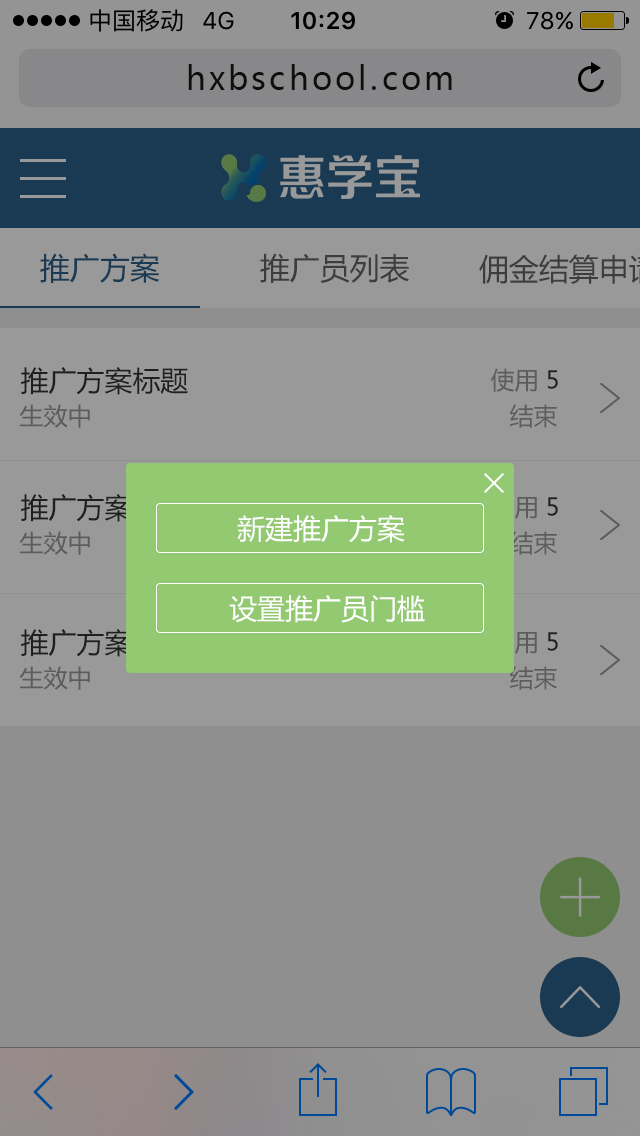 中国移动 4G 10:29 78%
hxbschool.com
惠学宝
推广方案 推广员列表 佣金结算申请
推广方案标题 使用 5
生效中 结束
新建推广方案
推广方案 用 5
生效中 结束
设置推广员门槛
推广方案 用 5
生效中 结束